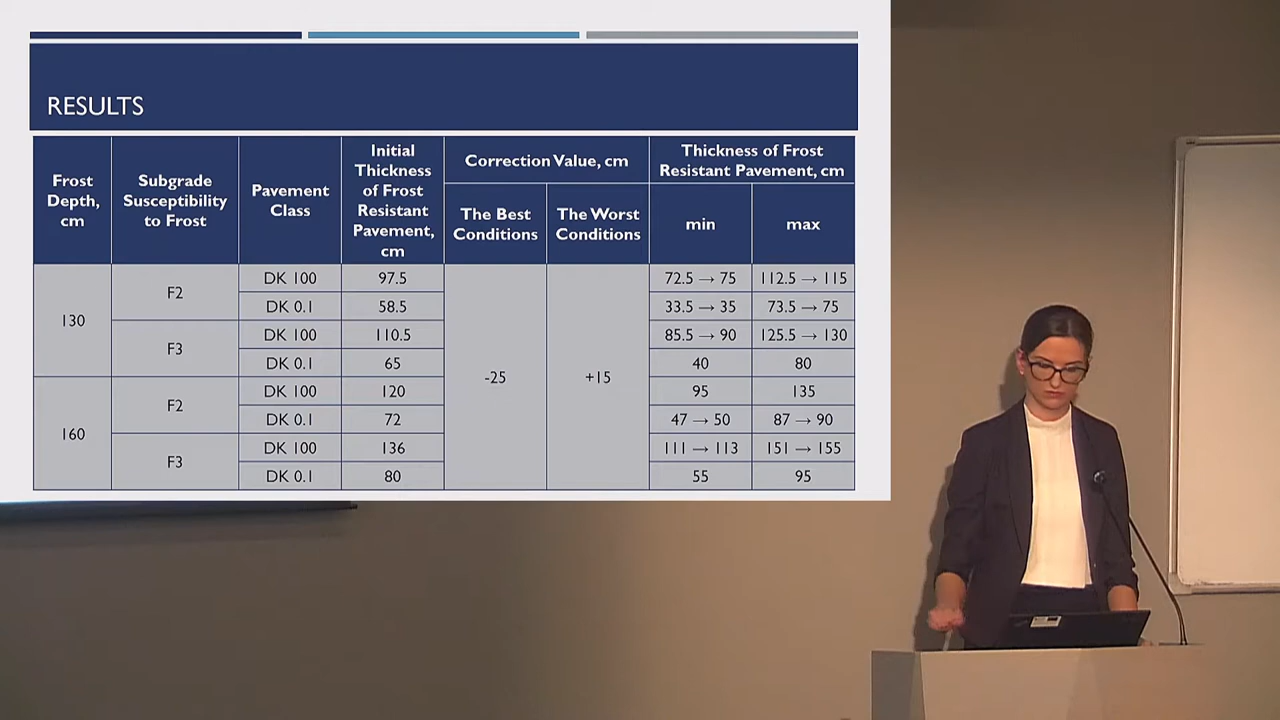 RESULTS
Frost Depth, cm
Subgrade Susceptibility to Frost
Pavement Class
Initial Thickness of Frost Resistant Pavement, cm
Correction Value, cm
Thickness of Frost Resistant Pavement, cm
The Best Conditions
The Worst Conditions
min
max
130
F2
DK 100
97.5
-25
+15
72.5 → 75
112.5 → 115
DK 0.1
58.5
33.5 → 35
73.5 → 75
F3
DK 100
110.5
85.5 → 90
125.5 → 130
DK 0.1
65
40
80
160
F2
DK 100
120
95
135
DK 0.1
72
47 → 50
87 → 90
F3
DK 100
136
111 → 113
151 → 155
DK 0.1
80
55
95